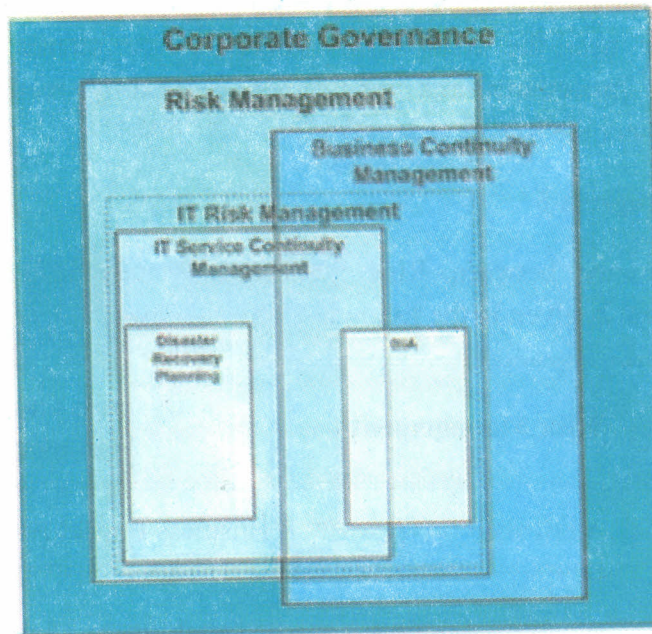 Corporate Governance
Risk Management
Business Continuity
Management
IT Risk Management
IT Service Continuity
Management
Disaster
Recovery
Planning
BIA